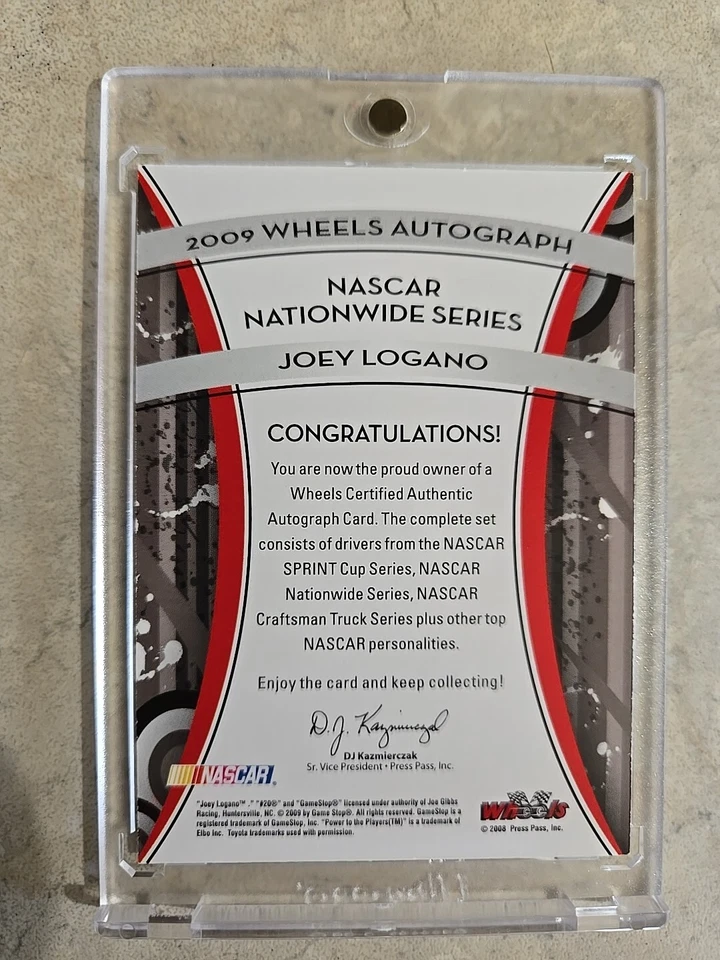 2009 WHEELS AUTOGRAPH
NASCAR
NATIONWIDE SERIES
JOEY LOGANO
CONGRATULATIONS!
You are now the proud owner of a
Wheels Certified Authentic
Autograph Card. The complete set
consists of drivers from the NASCAR
SPRINT Cup Series, NASCAR
Nationwide Series, NASCAR
Craftsman Truck Series plus other top
NASCAR personalities.
Enjoy the card and keep collecting!
D.J. Kazmierczak
DJ Kazmierczak
Sr. Vice President • Press Pass, Inc.
NASCAR®
"Joey Logano™ ," "#20®" and "GameStop® licensed under authority of Joe Gibbs
Racing, Huntersville, NC. © 2009 by Game Stop®. All rights reserved. GameStop is a
registered trademark of GameStop, Inc. "Power to the Players(TM)" is a trademark of
Elbo Inc. Toyota trademarks used with permission.
Wheels
© 2008 Press Pass, Inc.